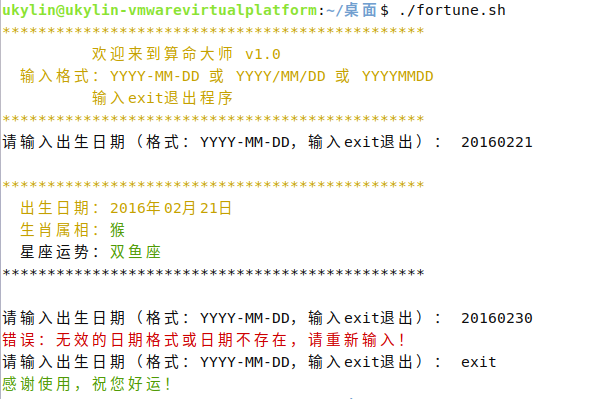 ukylin@ukylin-vmwarevirtualplatform:~/桌面$ ./fortune.sh
***********************************************
欢迎来到算命大师 v1.0
输入格式：YYYY-MM-DD 或 YYYY/MM/DD 或 YYYYMMDD
输入exit退出程序
***********************************************
请输入出生日期（格式：YYYY-MM-DD，输入exit退出）： 20160221
***********************************************
出生日期：2016年02月21日
生肖属相：猴
星座运势：双鱼座
***********************************************
请输入出生日期（格式：YYYY-MM-DD，输入exit退出）： 20160230
错误：无效的日期格式或日期不存在，请重新输入！
请输入出生日期（格式：YYYY-MM-DD，输入exit退出）： exit
感谢使用，祝您好运！